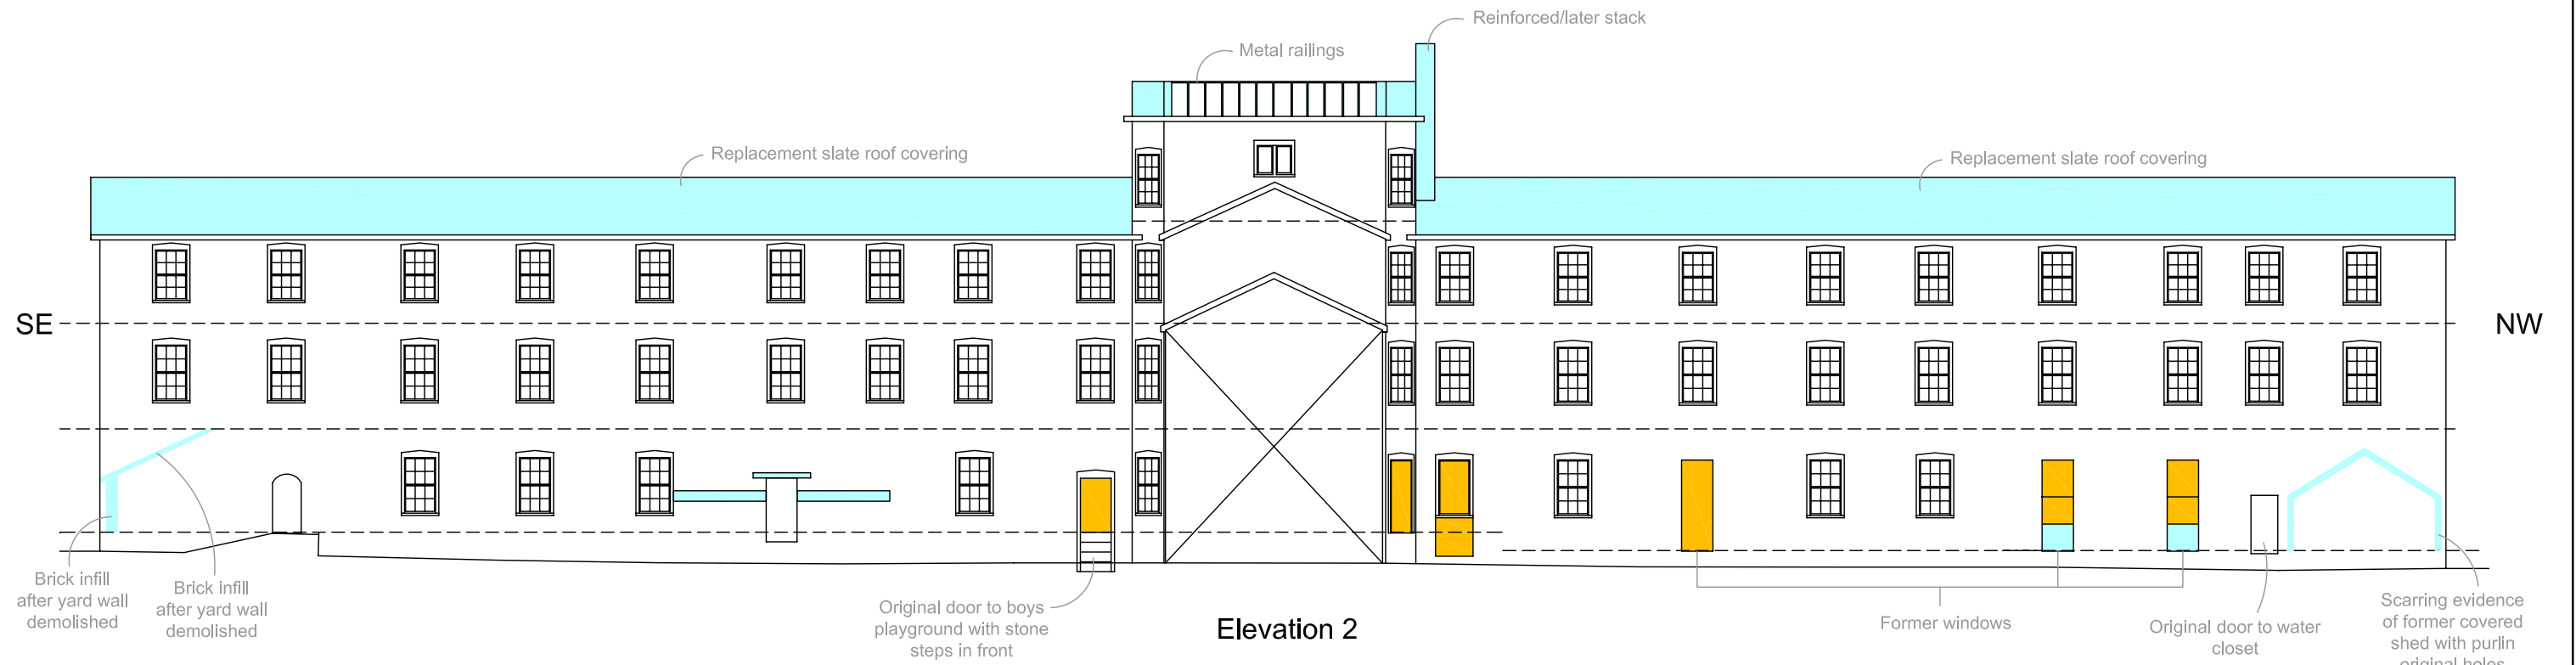 Reinforced/later stack
Metal railings
Replacement slate roof covering
Replacement slate roof covering
SE
NW
Brick infill
after yard wall
demolished
Brick infill
after yard wall
demolished
Original door to boys
playground with stone
steps in front
Elevation 2
Former windows
Original door to water
closet
Scarring evidence
of former covered
shed with purlin
original holes